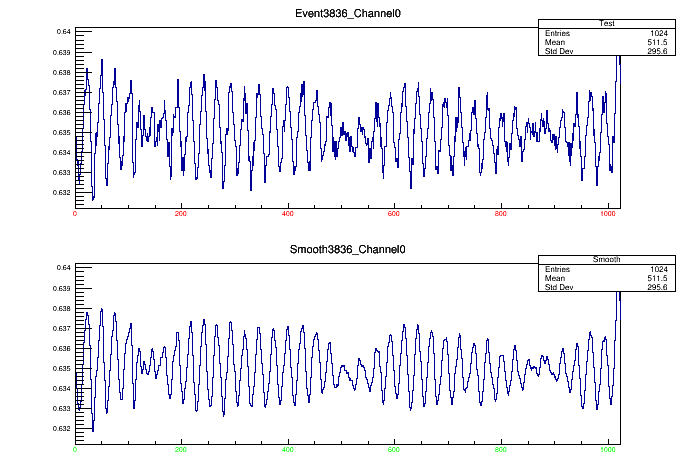 Event3836_Channel0
Test
Entries 1024
Mean 511.5
Std Dev 295.6
0.64
0.639
0.638
0.637
0.636
0.635
0.634
0.633
0.632
0 200 400 600 800 1000
Smooth3836_Channel0
Smooth
Entries 1024
Mean 511.5
Std Dev 295.6
0.64
0.639
0.638
0.637
0.636
0.635
0.634
0.633
0.632
0 200 400 600 800 1000